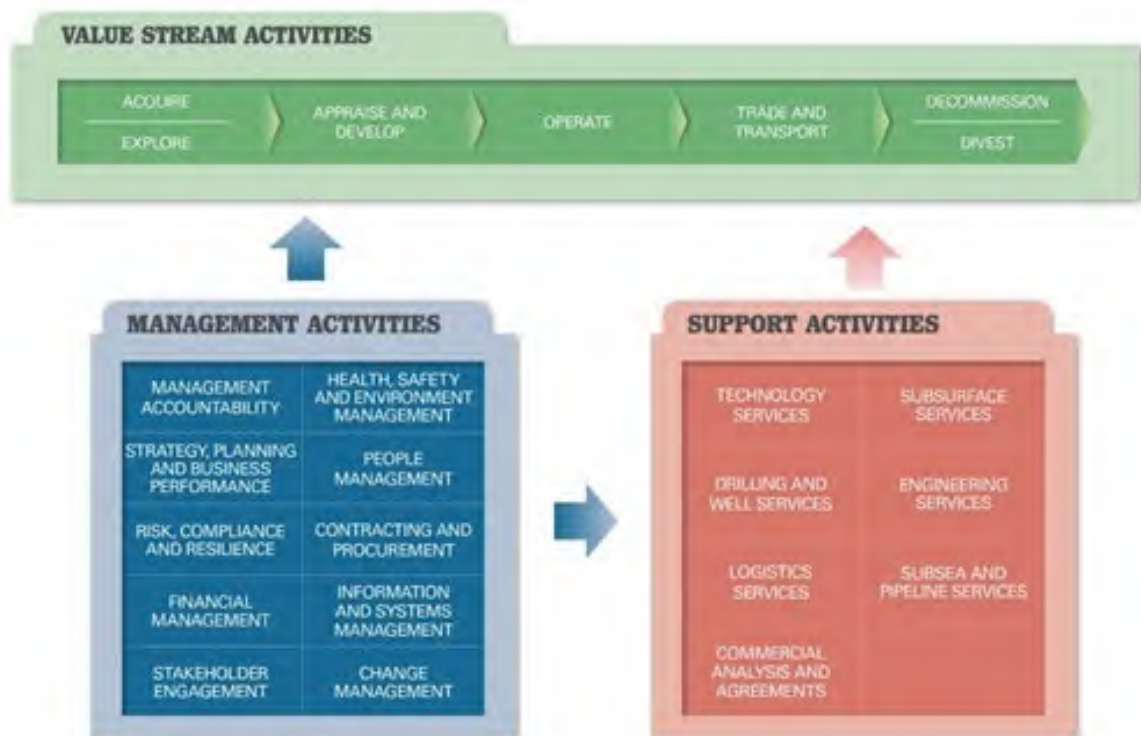 VALUE STREAM ACTIVITIES
ACQUIRE
EXPLORE
APPRAISE AND
DEVELOP
OPERATE
TRADE AND
TRANSPORT
DECOMMISSION
DIVEST
MANAGEMENT ACTIVITIES
MANAGEMENT
ACCOUNTABILITY
HEALTH, SAFETY
AND ENVIRONMENT
MANAGEMENT
STRATEGY, PLANNING
AND BUSINESS
PERFORMANCE
PEOPLE
MANAGEMENT
RISK, COMPLIANCE
AND RESILIENCE
CONTRACTING AND
PROCUREMENT
FINANCIAL
MANAGEMENT
INFORMATION
AND SYSTEMS
MANAGEMENT
STAKEHOLDER
ENGAGEMENT
CHANGE
MANAGEMENT
SUPPORT ACTIVITIES
TECHNOLOGY
SERVICES
SUBSURFACE
SERVICES
DRILLING AND
WELL SERVICES
ENGINEERING
SERVICES
LOGISTICS
SERVICES
SUBSEA AND
PIPELINE SERVICES
COMMERCIAL
ANALYSIS AND
AGREEMENTS